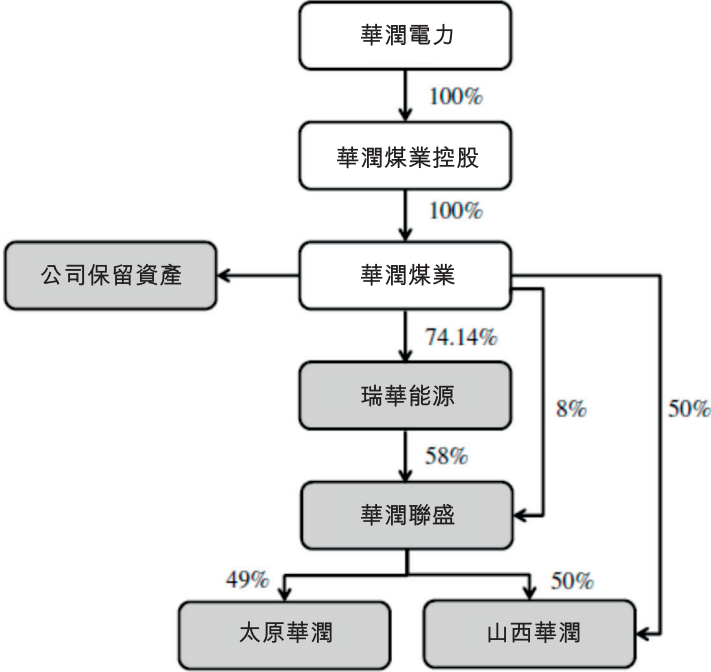 華潤電力
100%
華潤煤業控股
100%
公司保留資產
華潤煤業
74.14%
瑞華能源
8%
50%
58%
華潤聯盛
49%
50%
太原華潤
山西華潤